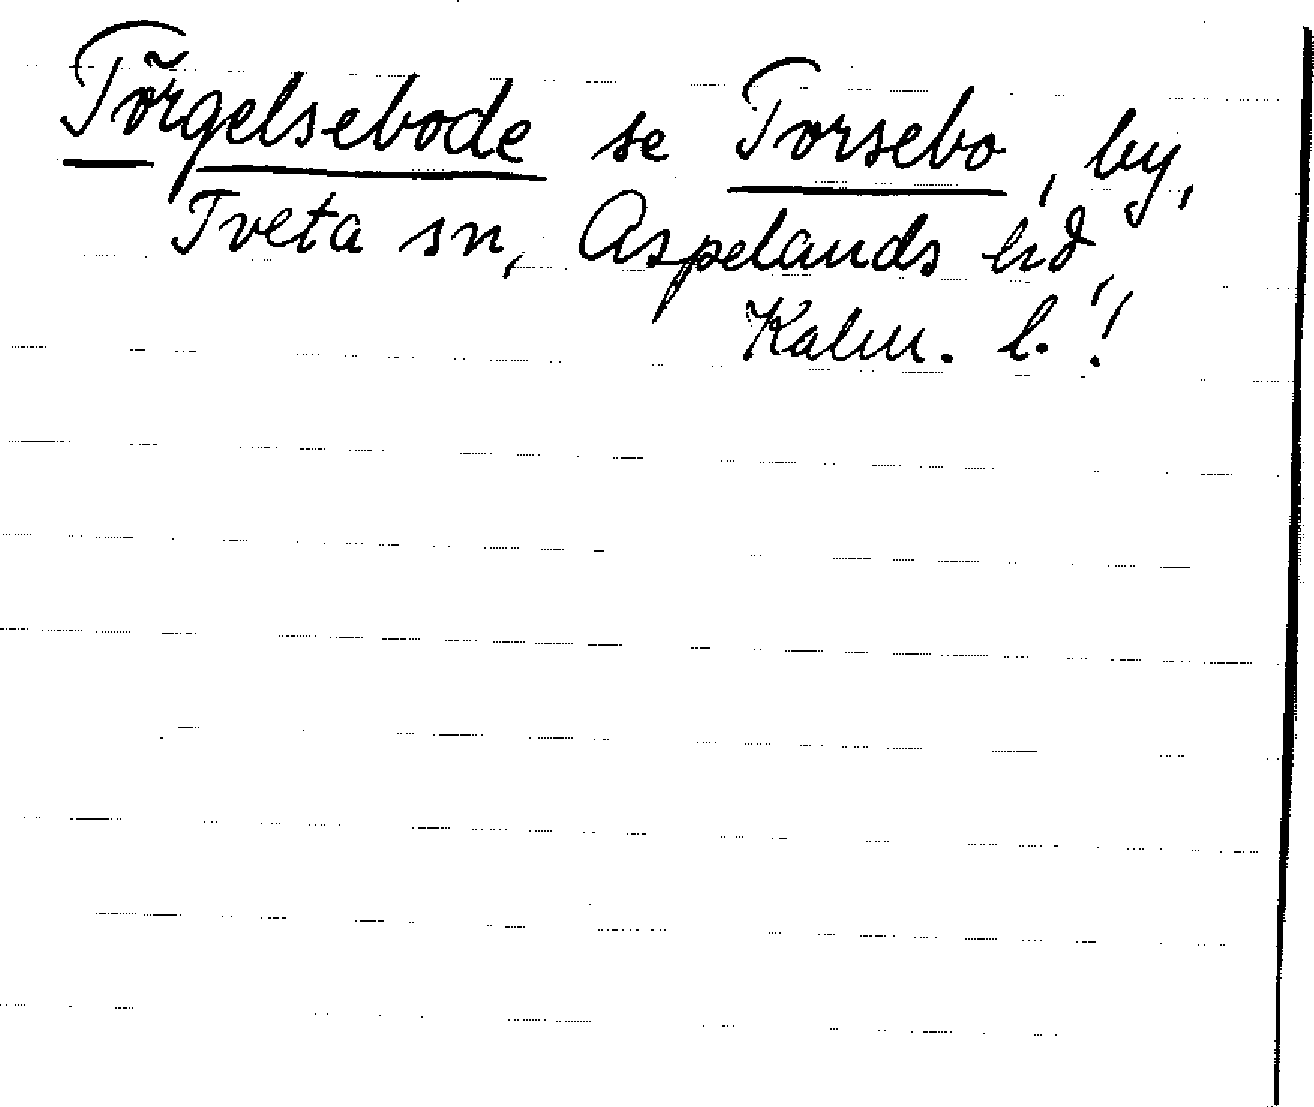 Törgelsebode se Torsebo, by,
Tveta sn, Aspelands hd,
Kalm. l.!